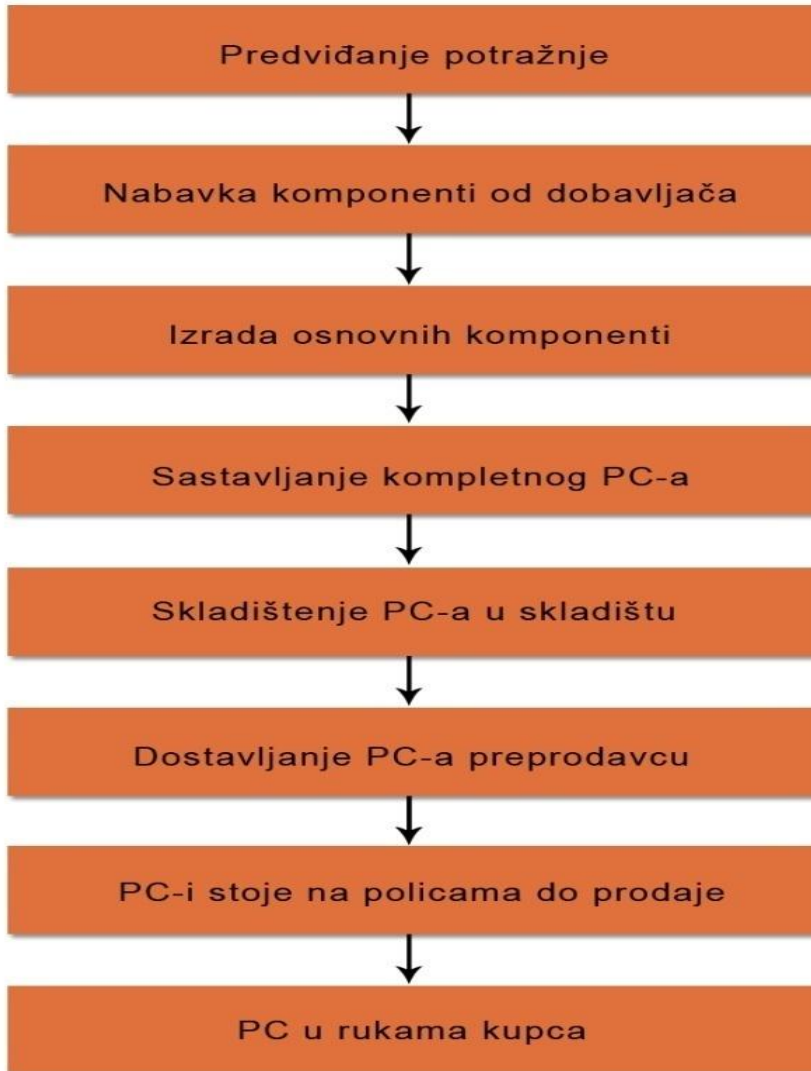 Predviđanje potražnje
Nabavka komponenti od dobavljača
Izrada osnovnih komponenti
Sastavljanje kompletnog PC-a
Skladištenje PC-a u skladištu
Dostavljanje PC-a preprodavcu
PC-i stoje na policama do prodaje
PC u rukama kupca